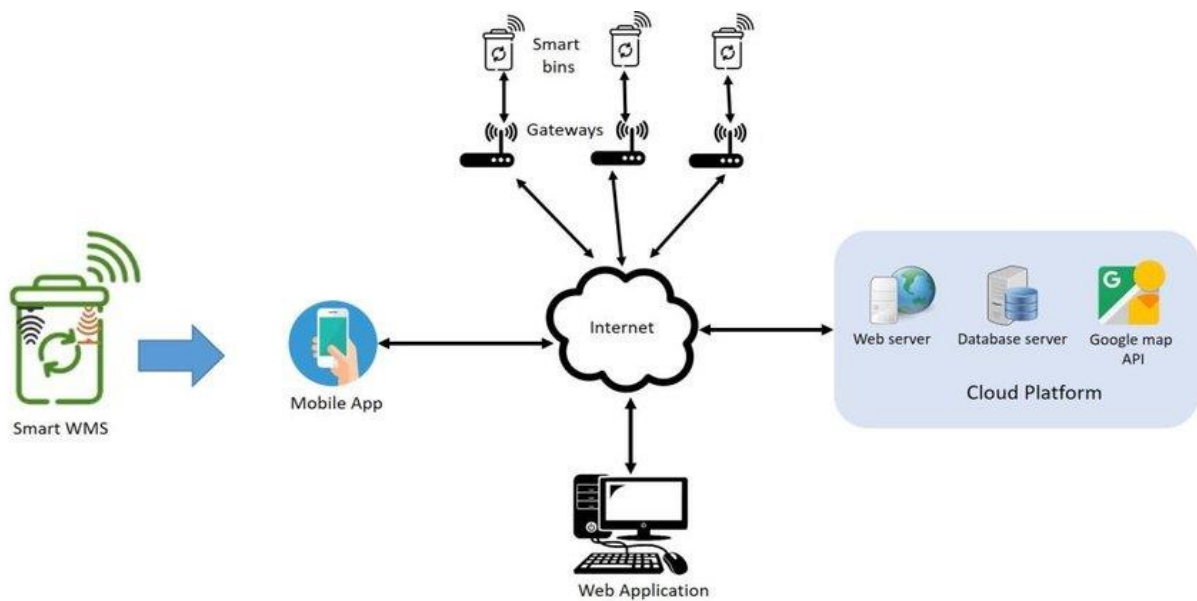 Smart
bins
Gateways
Internet
G
Web server
Database server
Google map
API
Cloud Platform
Mobile App
Smart WMS
Web Application